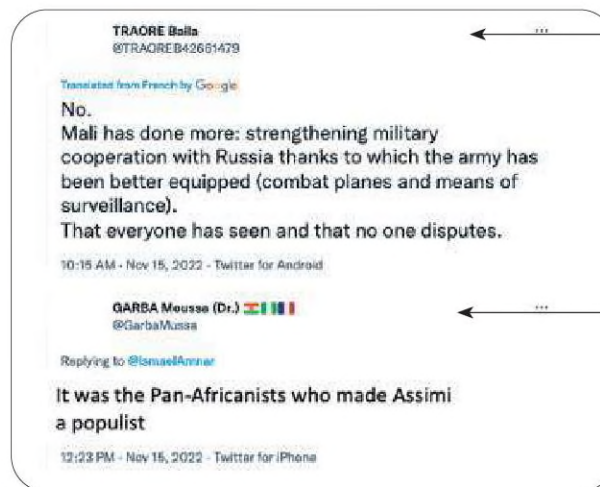 TRAORE Baila
@TRAOREB42661479
Translated from French by Google
No.
Mali has done more: strengthening military
cooperation with Russia thanks to which the army has
been better equipped (combat planes and means of
surveillance).
That everyone has seen and that no one disputes.
10:15 AM - Nov 15, 2022 - Twitter for Android
GARBA Moussa (Dr.)
@GarbaMussa
Replying to @IsmaelAmnar
It was the Pan-Africanists who made Assimi
a populist
12:23 PM - Nov 15, 2022 - Twitter for iPhone